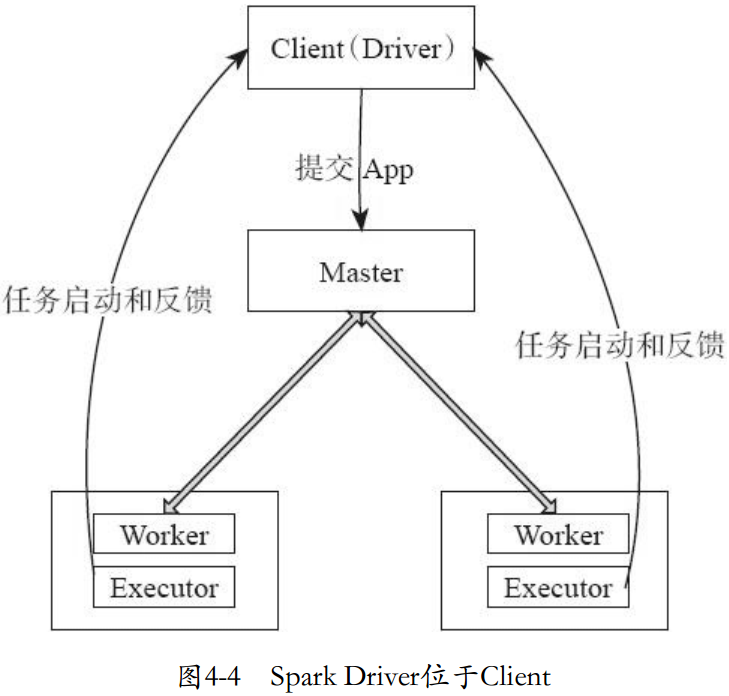 Client（Driver）
提交 App
Master
任务启动和反馈
任务启动和反馈
Worker
Executor
Worker
Executor
图4-4 Spark Driver位于Client